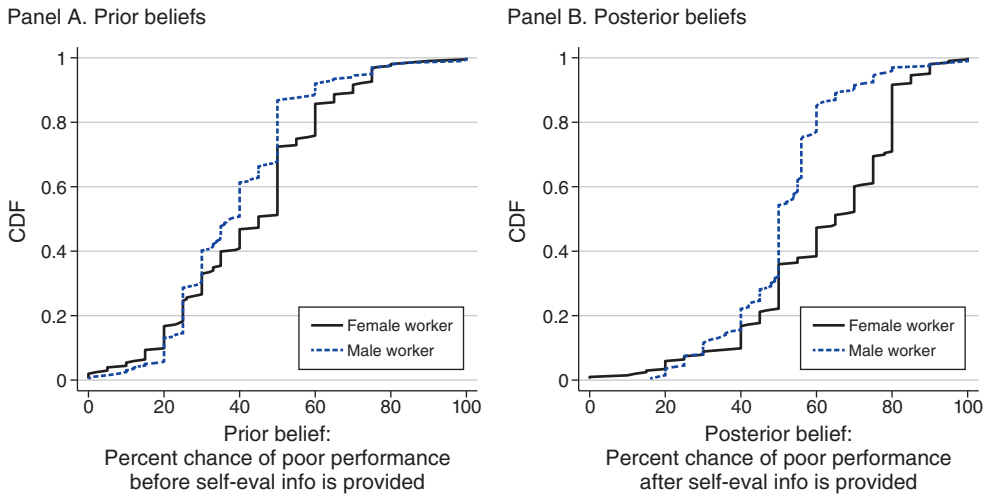 Panel A. Prior beliefs
1
0.8
0.6
0.4
0.2
0
CDF
Female worker
Male worker
0 20 40 60 80 100
Prior belief:
Percent chance of poor performance
before self-eval info is provided
Panel B. Posterior beliefs
1
0.8
0.6
0.4
0.2
0
CDF
Female worker
Male worker
0 20 40 60 80 100
Posterior belief:
Percent chance of poor performance
after self-eval info is provided